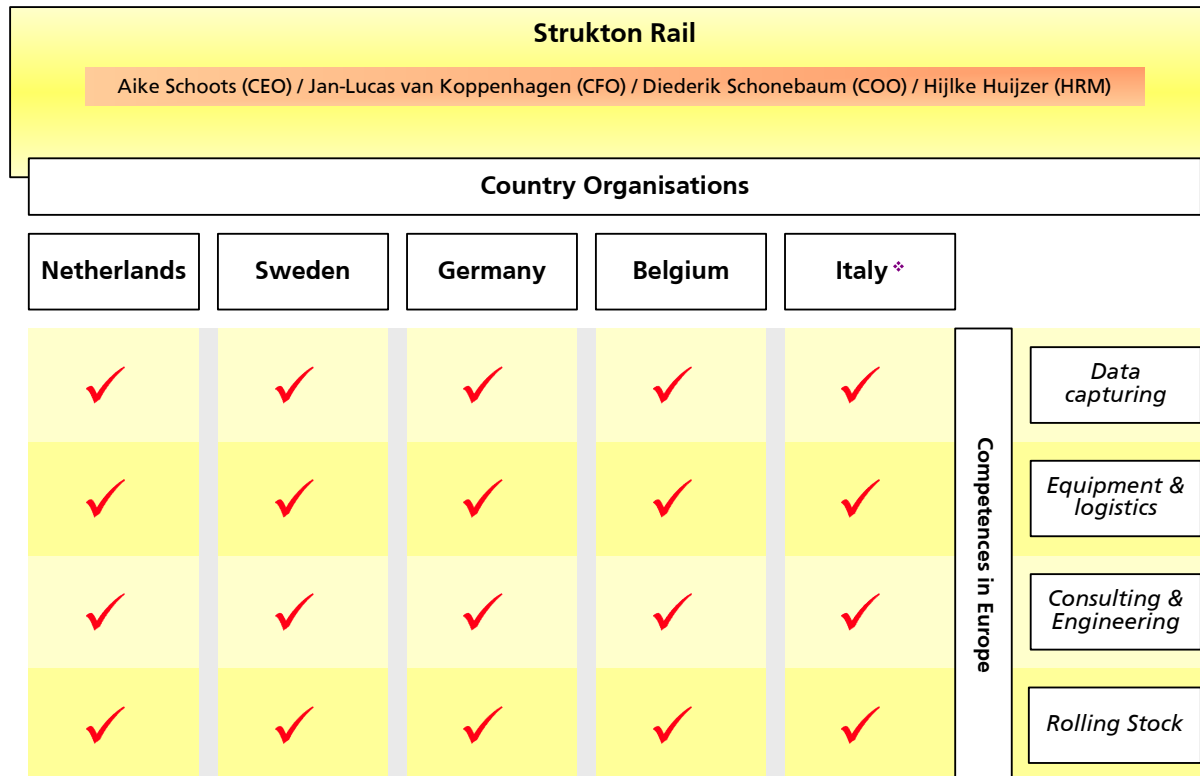 Strukton Rail
Aike Schoots (CEO) / Jan-Lucas van Koppenhagen (CFO) / Diederik Schonebaum (COO) / Hijlke Huijzer (HRM)
Country Organisations
Netherlands
Sweden
Germany
Belgium
Italy ❖
Competences in Europe
Data
capturing
Equipment &
logistics
Consulting &
Engineering
Rolling Stock